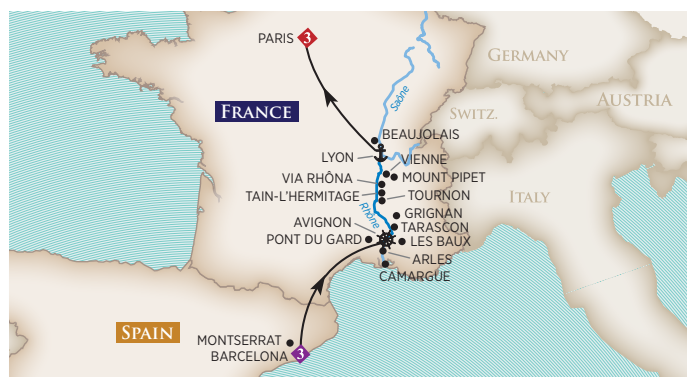 PARIS 3
GERMANY
Saône
AUSTRIA
FRANCE
SWITZ.
BEAUJOLAIS
LYON
VIENNE
VIA RHÔNA
MOUNT PIPET
TAIN-L'HERMITAGE
TOURNON
ITALY
Rhône
GRIGNAN
AVIGNON
TARASCON
PONT DU GARD
LES BAUX
ARLES
CAMARGUE
SPAIN
MONTSERRAT
BARCELONA 3